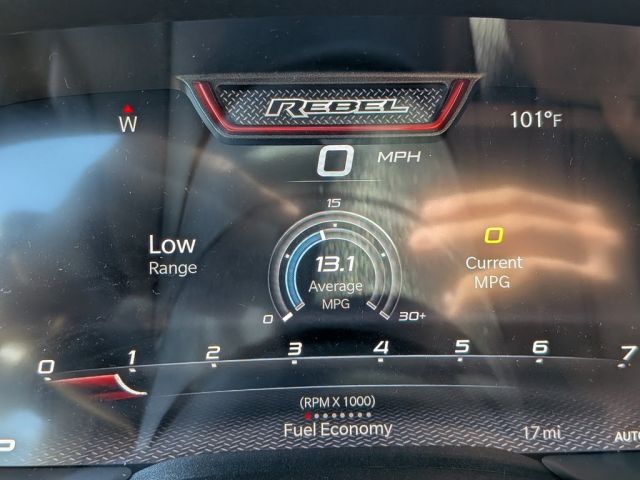 REBEL
W
101°F
0 MPH
15
Low
Range
13.1
Average
MPG
0
Current
MPG
0
30+
0 1 2 3 4 5 6 7
(RPM X 1000)
Fuel Economy
17 mi
AUTO